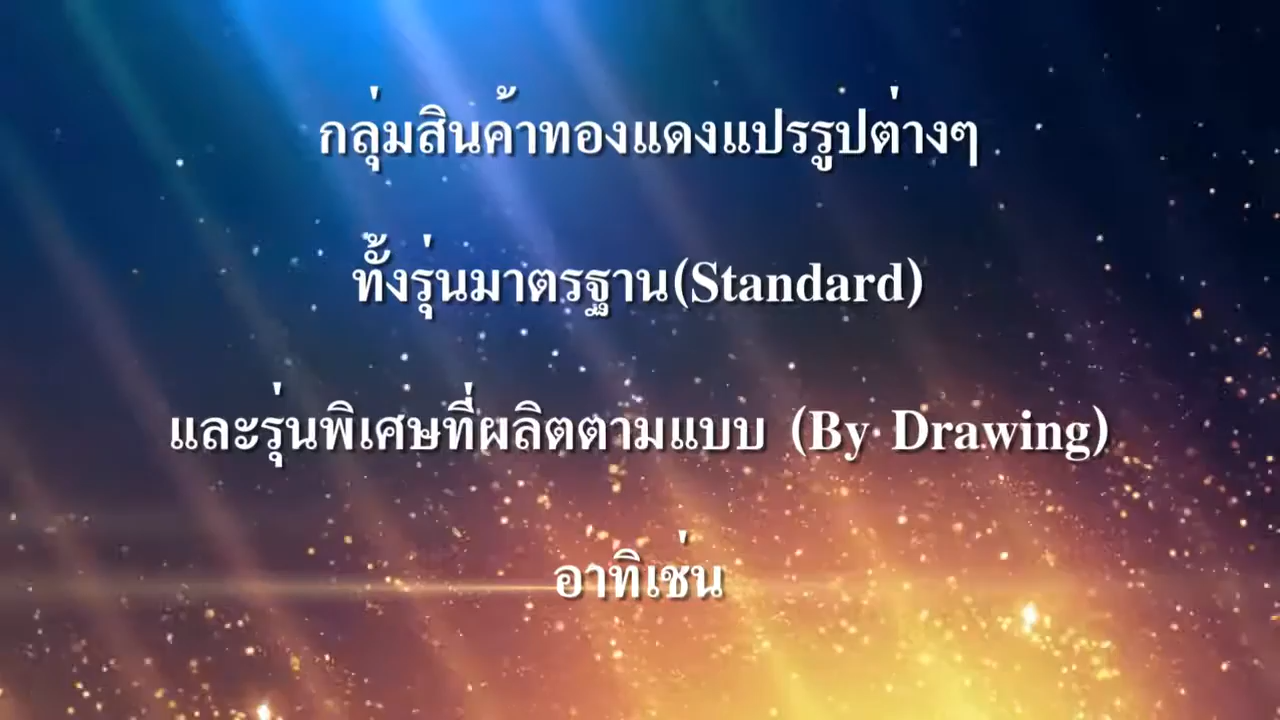 กลุ่มสินค้าทองแดงแปรรูปต่างๆ
ทั้งรุ่นมาตรฐาน(Standard)
และรุ่นพิเศษที่ผลิตตามแบบ (By Drawing)
อาทิเช่น